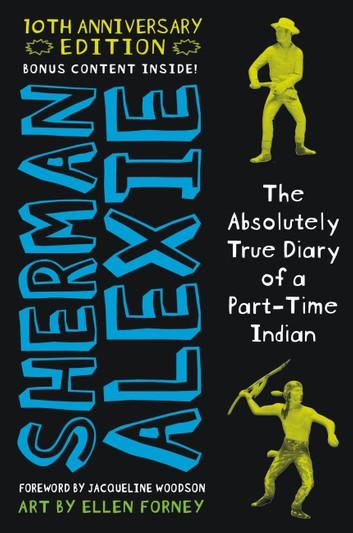 10TH ANNIVERSARY
EDITION
BONUS CONTENT INSIDE!
SHERMAN
ALEXIE
The
Absolutely
True Diary
of a
Part-Time
Indian
FOREWORD BY JACQUELINE WOODSON
ART BY ELLEN FORNEY